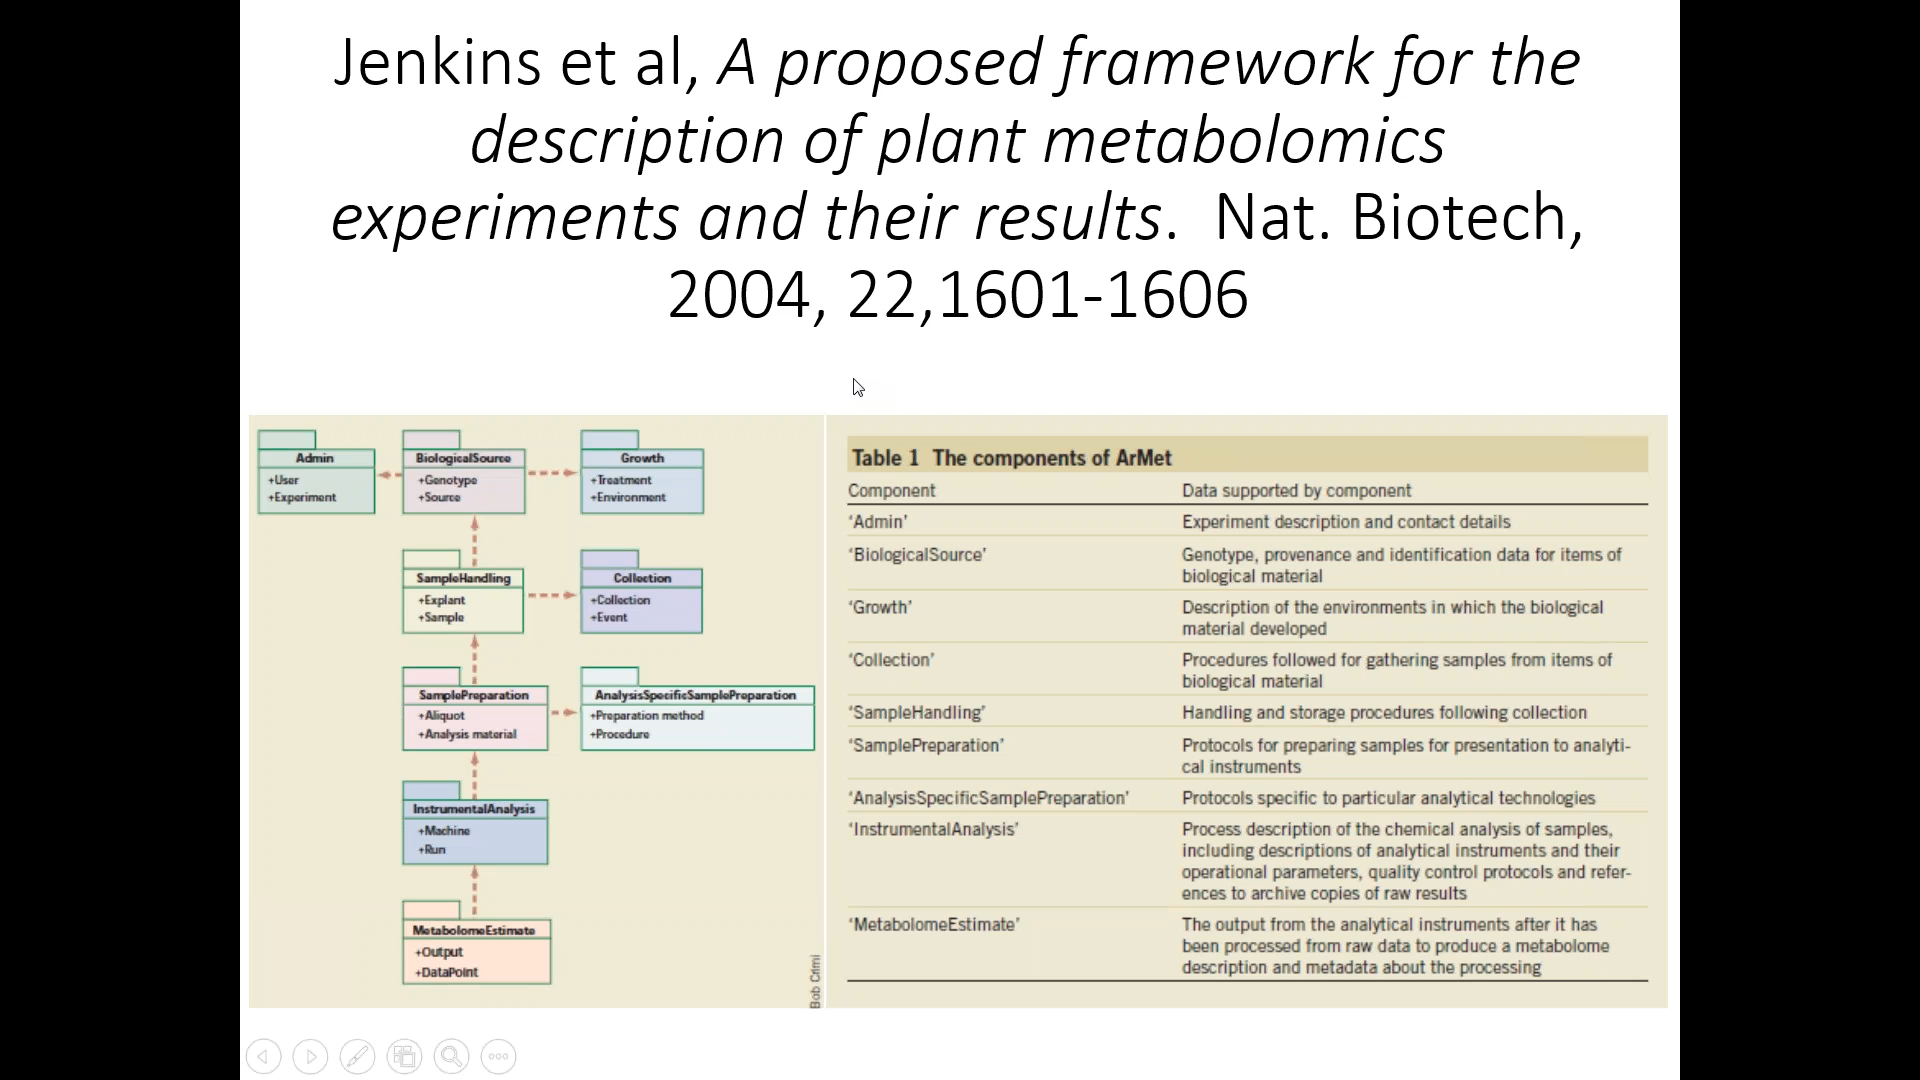 Jenkins et al, A proposed framework for the
description of plant metabolomics
experiments and their results.  Nat. Biotech,
2004, 22,1601-1606
Admin
+User
+Experiment
BiologicalSource
+Genotype
+Source
Growth
+Treatment
+Environment
SampleHandling
+Explant
+Sample
Collection
+Collection
+Event
SamplePreparation
+Aliquot
+Analysis material
AnalysisSpecificSamplePreparation
+Preparation method
+Procedure
InstrumentalAnalysis
+Machine
+Run
MetabolomeEstimate
+Output
+DataPoint
Bob Crimi
Table 1 The components of ArMet
Component Data supported by component
‘Admin’ Experiment description and contact details
‘BiologicalSource’ Genotype, provenance and identification data for items of
biological material
‘Growth’ Description of the environments in which the biological
material developed
‘Collection’ Procedures followed for gathering samples from items of
biological material
‘SampleHandling’ Handling and storage procedures following collection
‘SamplePreparation’ Protocols for preparing samples for presentation to analyti-
cal instruments
‘AnalysisSpecificSamplePreparation’ Protocols specific to particular analytical technologies
‘InstrumentalAnalysis’ Process description of the chemical analysis of samples,
including descriptions of analytical instruments and their
operational parameters, quality control protocols and refer-
ences to archive copies of raw results
‘MetabolomeEstimate’ The output from the analytical instruments after it has
been processed from raw data to produce a metabolome
description and metadata about the processing